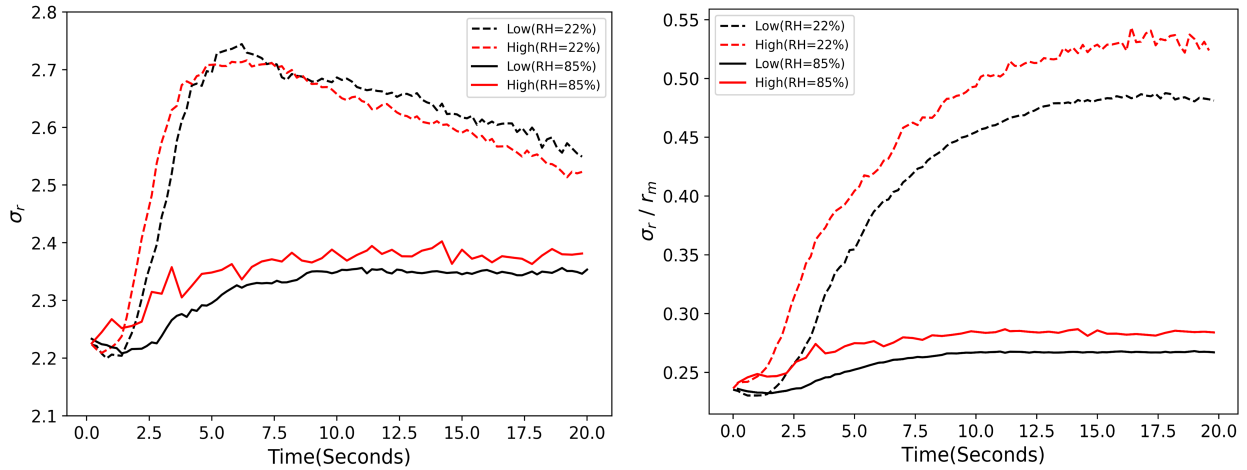 2.8
2.7
2.6
2.5
2.4
2.3
2.2
2.1
σr
Low(RH=22%)
High(RH=22%)
Low(RH=85%)
High(RH=85%)
0.0 2.5 5.0 7.5 10.0 12.5 15.0 17.5 20.0
Time(Seconds)
0.55
0.50
0.45
0.40
0.35
0.30
0.25
σr / rm
Low(RH=22%)
High(RH=22%)
Low(RH=85%)
High(RH=85%)
0.0 2.5 5.0 7.5 10.0 12.5 15.0 17.5 20.0
Time(Seconds)